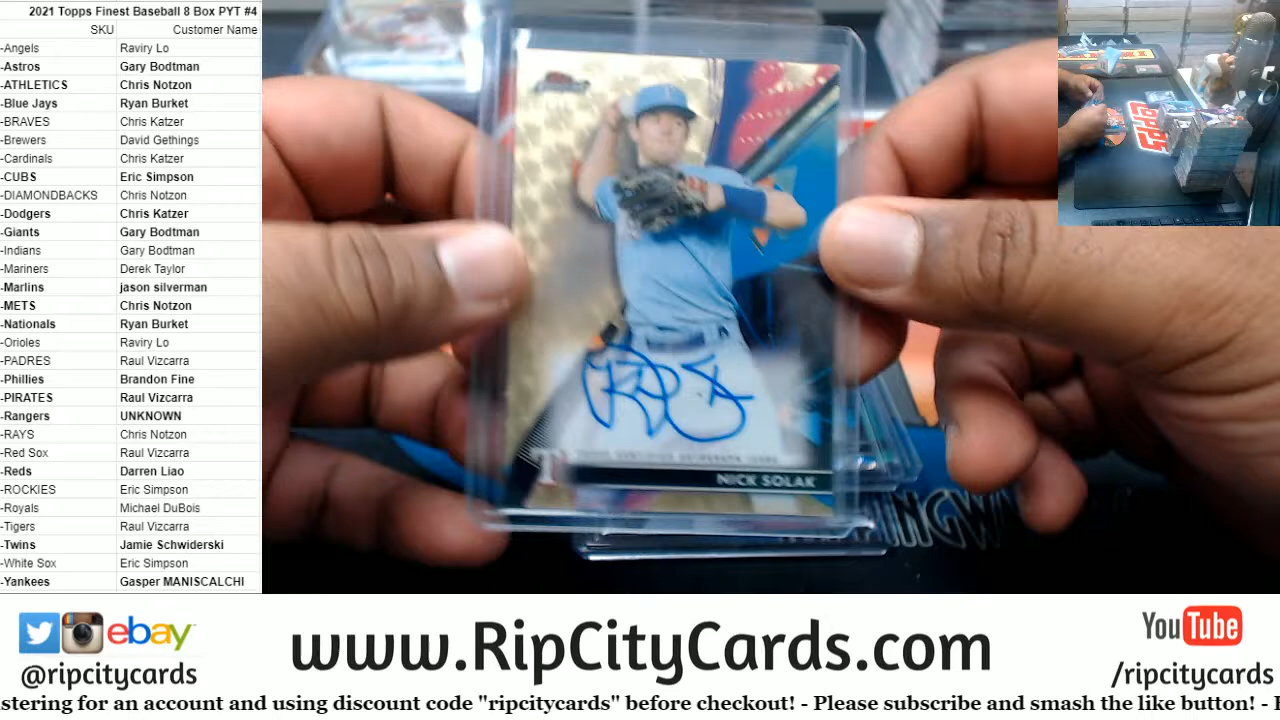 2021 Topps Finest Baseball 8 Box PYT #4
SKU Customer Name
-Angels Raviry Lo
-Astros Gary Bodtman
-ATHLETICS Chris Notzon
-Blue Jays Ryan Burket
-BRAVES Chris Katzer
-Brewers David Gethings
-Cardinals Chris Katzer
-CUBS Eric Simpson
-DIAMONDBACKS Chris Notzon
-Dodgers Chris Katzer
-Giants Gary Bodtman
-Indians Gary Bodtman
-Mariners Derek Taylor
-Marlins jason silverman
-METS Chris Notzon
-Nationals Ryan Burket
-Orioles Raviry Lo
-PADRES Raul Vizcarra
-Phillies Brandon Fine
-PIRATES Raul Vizcarra
-Rangers UNKNOWN
-RAYS Chris Notzon
-Red Sox Raul Vizcarra
-Reds Darren Liao
-ROCKIES Eric Simpson
-Royals Michael DuBois
-Tigers Raul Vizcarra
-Twins Jamie Schwiderski
-White Sox Eric Simpson
-Yankees Gasper MANISCALCHI
NICK SOLAK
TOPPS
ebay
@ripcitycards
www.RipCityCards.com
YouTube
/ripcitycards
stering for an account and using discount code "ripcitycards" before checkout! - Please subscribe and smash the like button! -